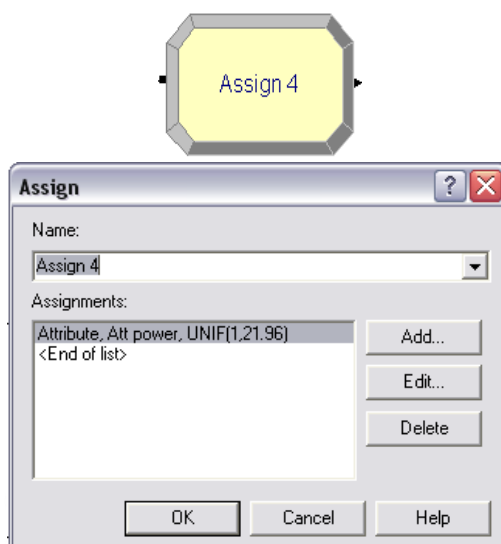 Assign 4
Assign
Name:
Assign 4
Assignments:
Attribute, Att power, UNIF(1,21.96)
<End of list>
Add...
Edit...
Delete
OK
Cancel
Help